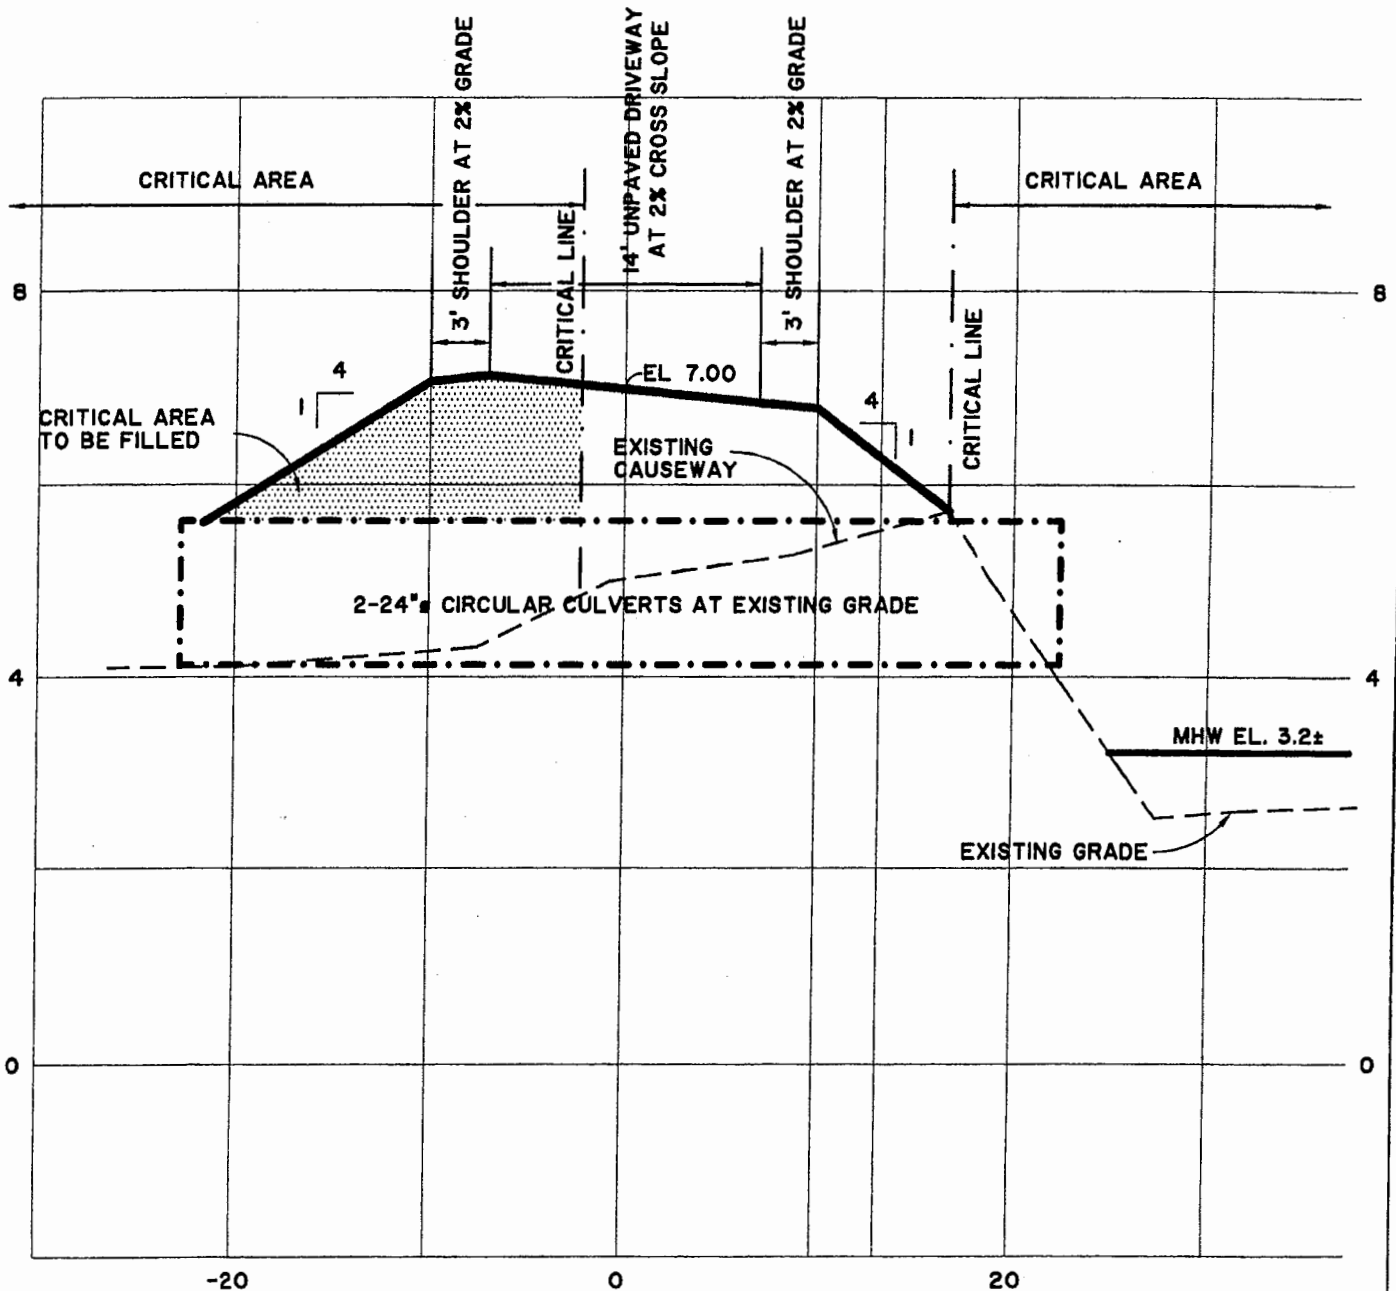 3' SHOULDER AT 2% GRADE
14' UNPAVED DRIVEWAY
AT 2% CROSS SLOPE
3' SHOULDER AT 2% GRADE
CRITICAL AREA
CRITICAL AREA
CRITICAL LINE
CRITICAL LINE
8
8
4
1
EL 7.00
4
1
CRITICAL AREA
TO BE FILLED
EXISTING
CAUSEWAY
2-24"ø CIRCULAR CULVERTS AT EXISTING GRADE
4
4
MHW EL. 3.2±
EXISTING GRADE
0
0
-20
0
20